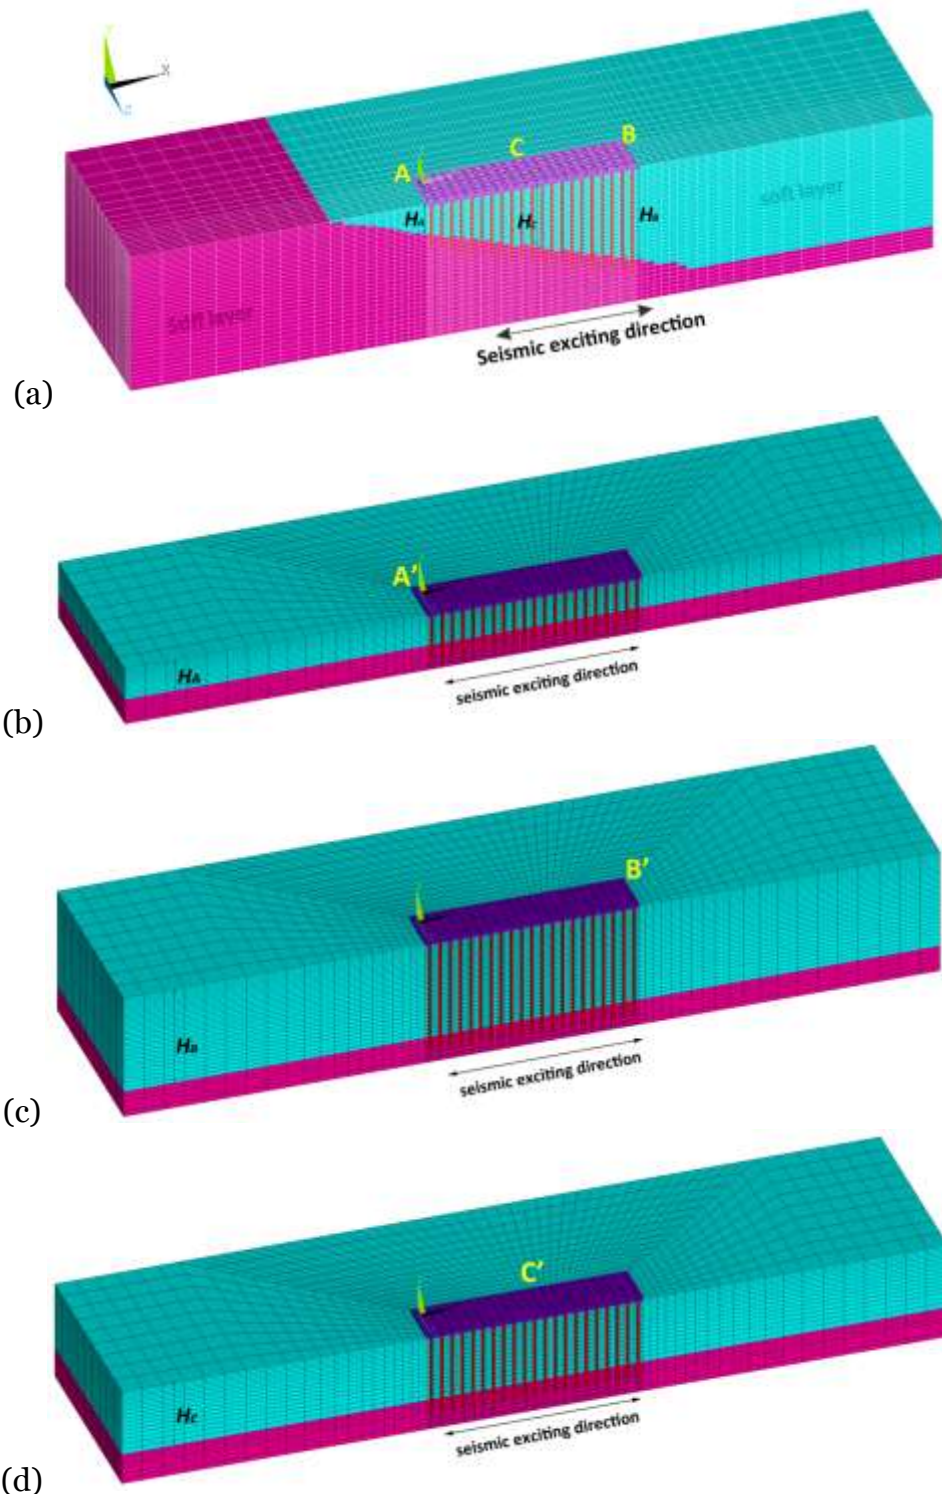 Y
X
Z
A
C
B
HA
Hc
HB
soft layer
soft layer
Seismic exciting direction
(a)
A'
HA
seismic exciting direction
(b)
B'
HB
seismic exciting direction
(c)
C'
Hc
seismic exciting direction
(d)